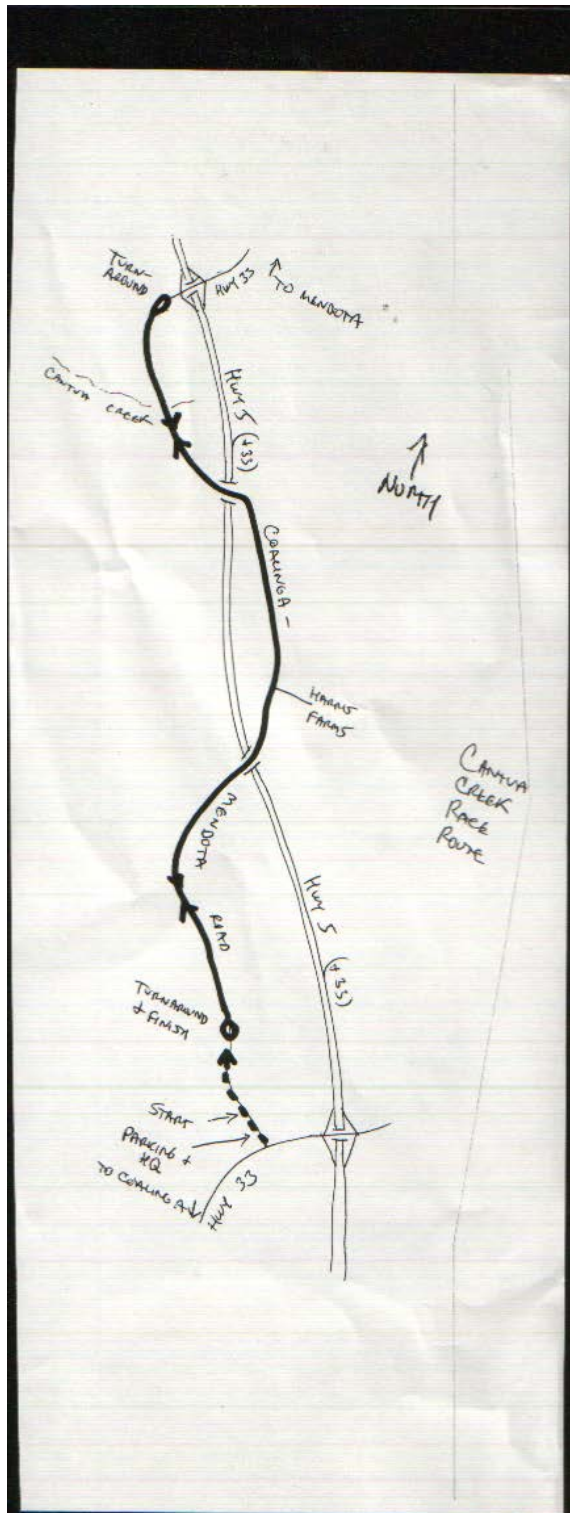 TURN-
AROUND
HWY 33
↑
TO MENDOTA
CANTUA CREEK
HWY 5 (+33)
↑
NORTH
COALINGA -
HARRIS
FARMS
CANTUA
CREEK
RACE
ROUTE
MENDOTA
ROAD
HWY 5 (+33)
TURNAROUND
+ FINISH
START
PARKING +
HQ
TO COALINGA ↓
HWY 33